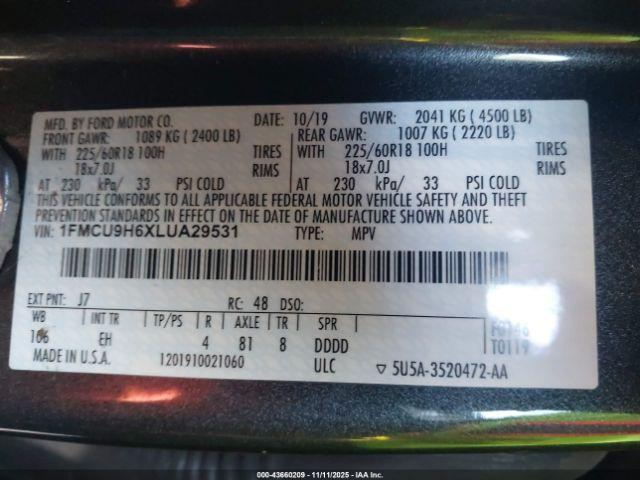 MFD. BY FORD MOTOR CO. DATE: 10/19 GVWR: 2041 KG ( 4500 LB)
FRONT GAWR: 1089 KG ( 2400 LB) REAR GAWR: 1007 KG ( 2220 LB)
WITH 225/60R18 100H TIRES WITH 225/60R18 100H TIRES
18x7.0J RIMS 18x7.0J RIMS
AT 230 kPa/ 33 PSI COLD AT 230 kPa/ 33 PSI COLD
THIS VEHICLE CONFORMS TO ALL APPLICABLE FEDERAL MOTOR VEHICLE SAFETY AND THEFT
PREVENTION STANDARDS IN EFFECT ON THE DATE OF MANUFACTURE SHOWN ABOVE.
VIN: 1FMCU9H6XLUA29531 TYPE: MPV
EXT PNT: J7 RC: 48 DSO:
WB INT TR TP/PS R AXLE TR SPR F0146
106 EH 4 81 8 DDDD T0119
MADE IN U.S.A. 1201910021060 ULC ▽ 5U5A-3520472-AA
000-43660209 - 11/11/2025 - IAA Inc.